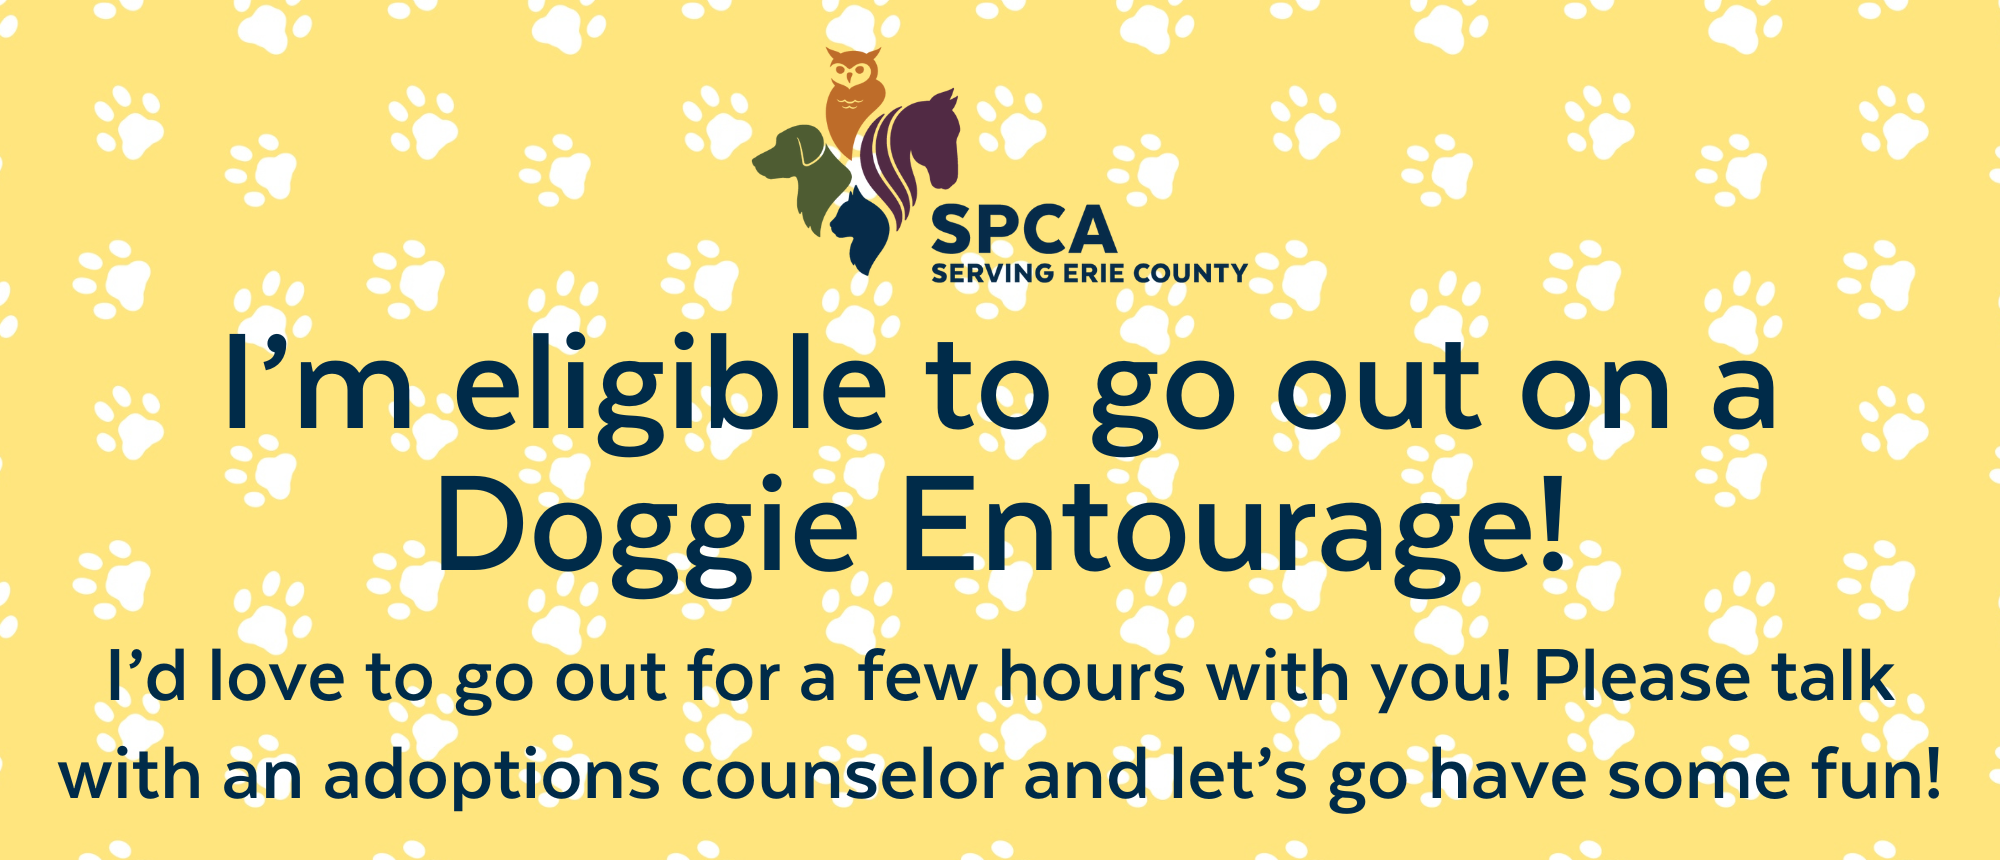 SPCA
SERVING ERIE COUNTY
I’m eligible to go out on a
Doggie Entourage!
I’d love to go out for a few hours with you! Please talk
with an adoptions counselor and let’s go have some fun!